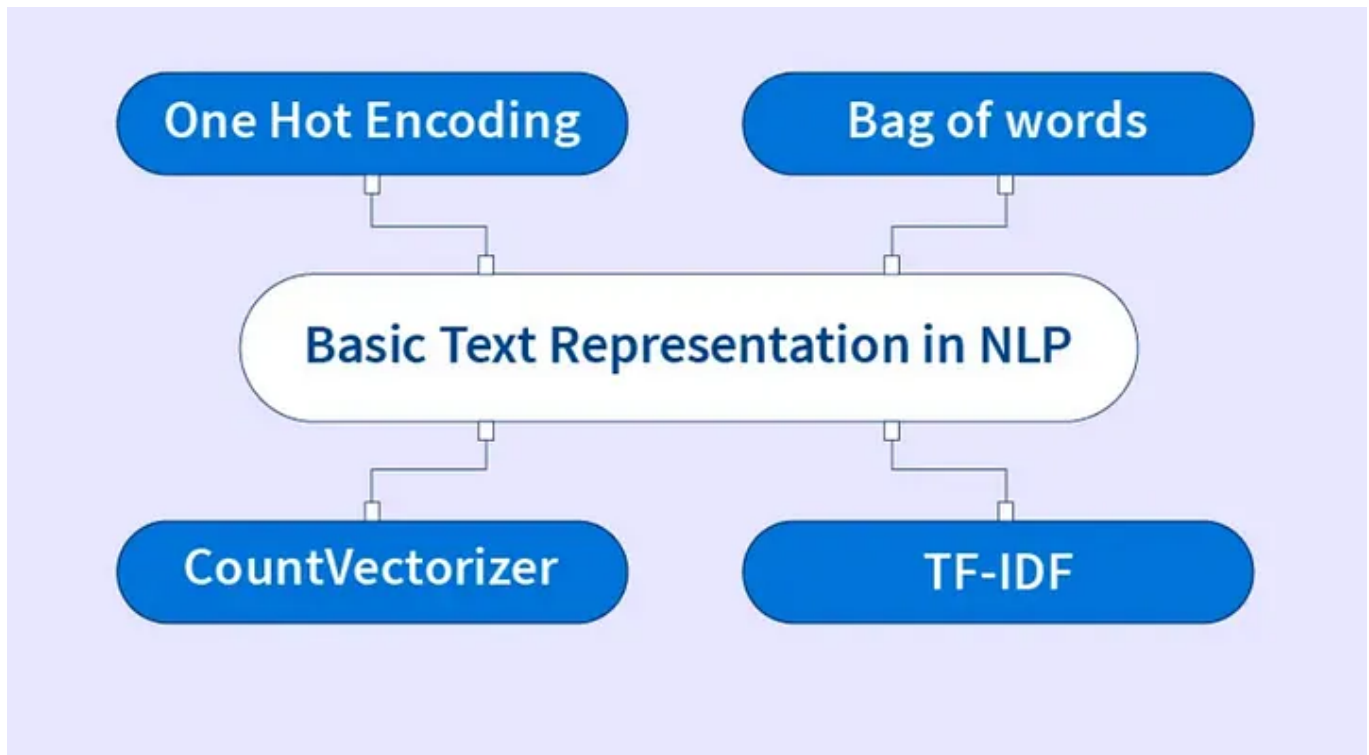 One Hot Encoding
Bag of words
Basic Text Representation in NLP
CountVectorizer
TF-IDF